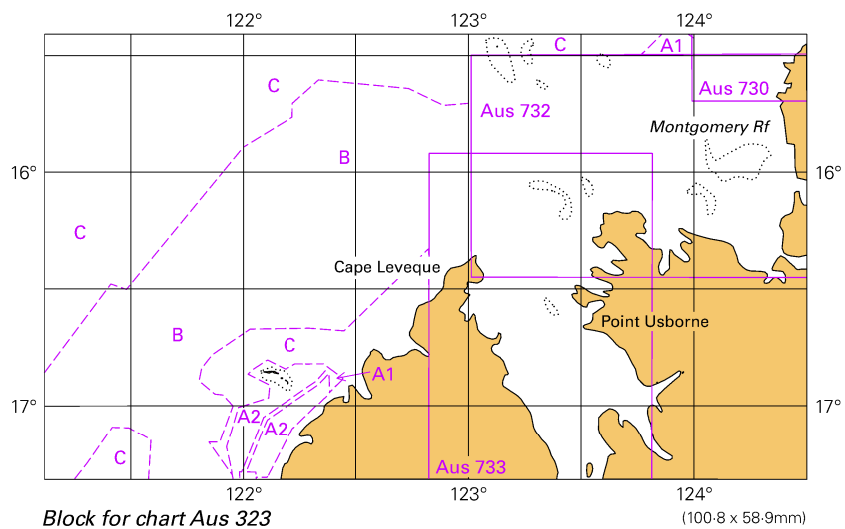 122° 123° 124°
C A1
C Aus 730
Aus 732
Montgomery Rf
B
16° 16°
C
Cape Leveque
Point Usborne
B
C
A1
17° A2 17°
A2
C Aus 733
122° 123° 124°
Block for chart Aus 323 (100·8 x 58·9mm)